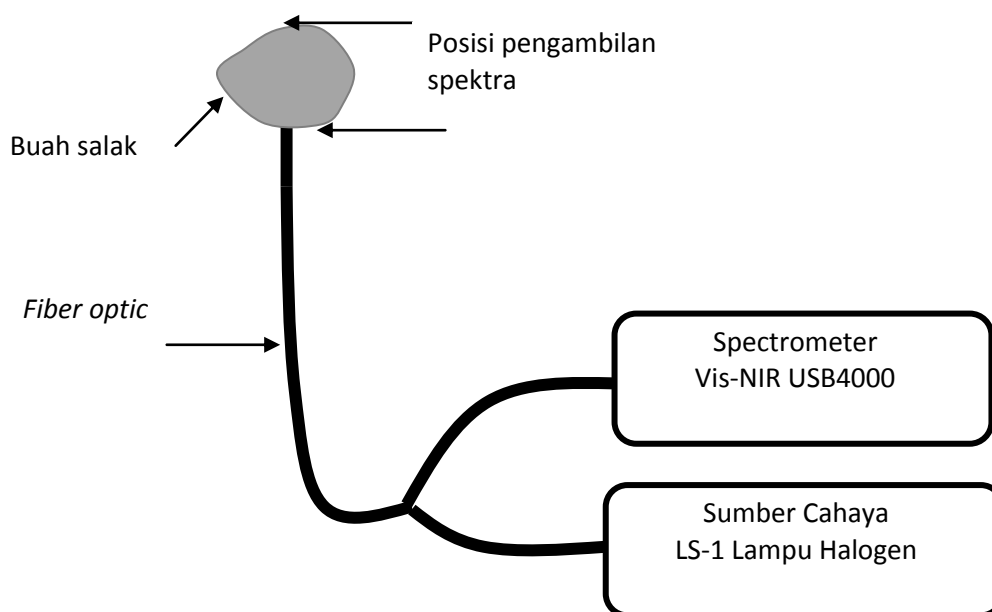 Posisi pengambilan
spektra
Buah salak
Fiber optic
Spectrometer
Vis-NIR USB4000
Sumber Cahaya
LS-1 Lampu Halogen